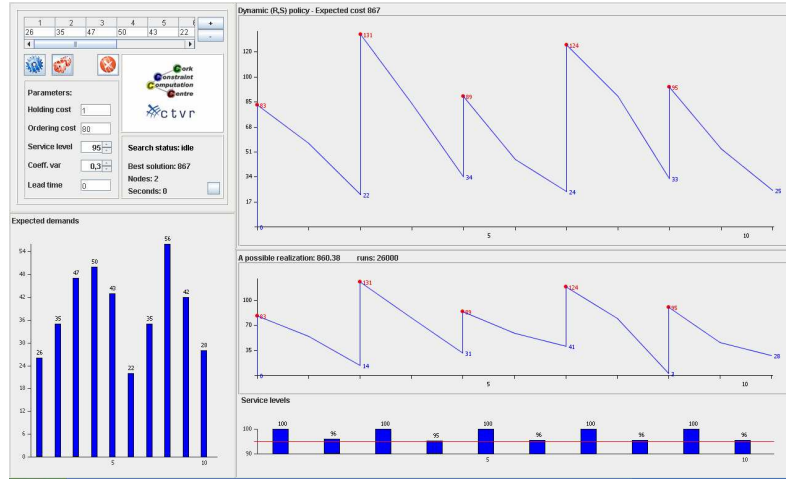 1 2 3 4 5 6
26 35 47 50 43 22
+
-
Cork
Constraint
Computation
Centre
ctvr
Parameters:
Holding cost 1
Ordering cost 80
Service level 95
Coeff. var 0,3
Lead time 0
Search status: idle
Best solution: 867
Nodes: 2
Seconds: 0
Expected demands
54
48
42
36
30
24
18
12
6
0
26 35 47 50 43 22 35 56 42 28
5 10
Dynamic (R,S) policy - Expected cost 867
120
100
85
68
51
34
17
83 131 89 124 95
22 34 24 33 25
0
5 10
A possible realization: 860.38 runs: 26000
100
70
35
83 131 89 124 95
14 31 41 3 28
0
5 10
Service levels
100
90
100 96 100 95 100 96 100 96 100 96
5 10